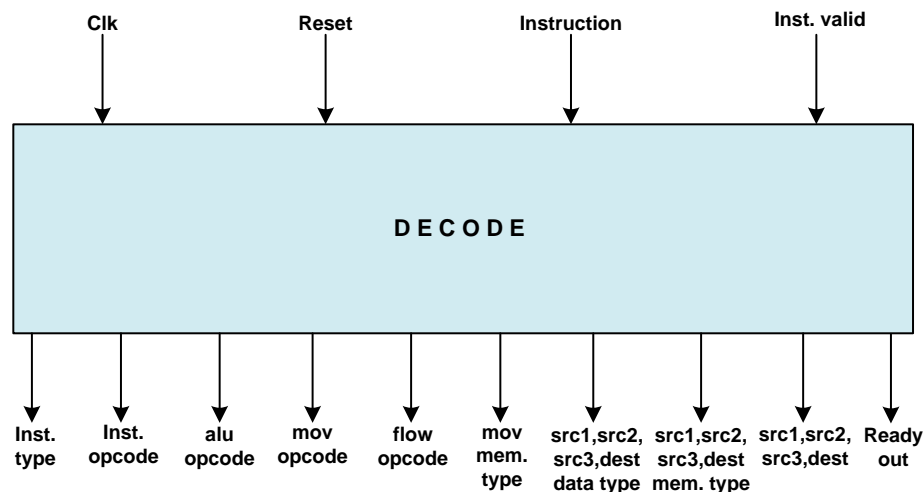 Clk
Reset
Instruction
Inst. valid
D E C O D E
Inst.
type
Inst.
opcode
alu
opcode
mov
opcode
flow
opcode
mov
mem.
type
src1,src2,
src3,dest
data type
src1,src2,
src3,dest
mem. type
src1,src2,
src3,dest
Ready
out